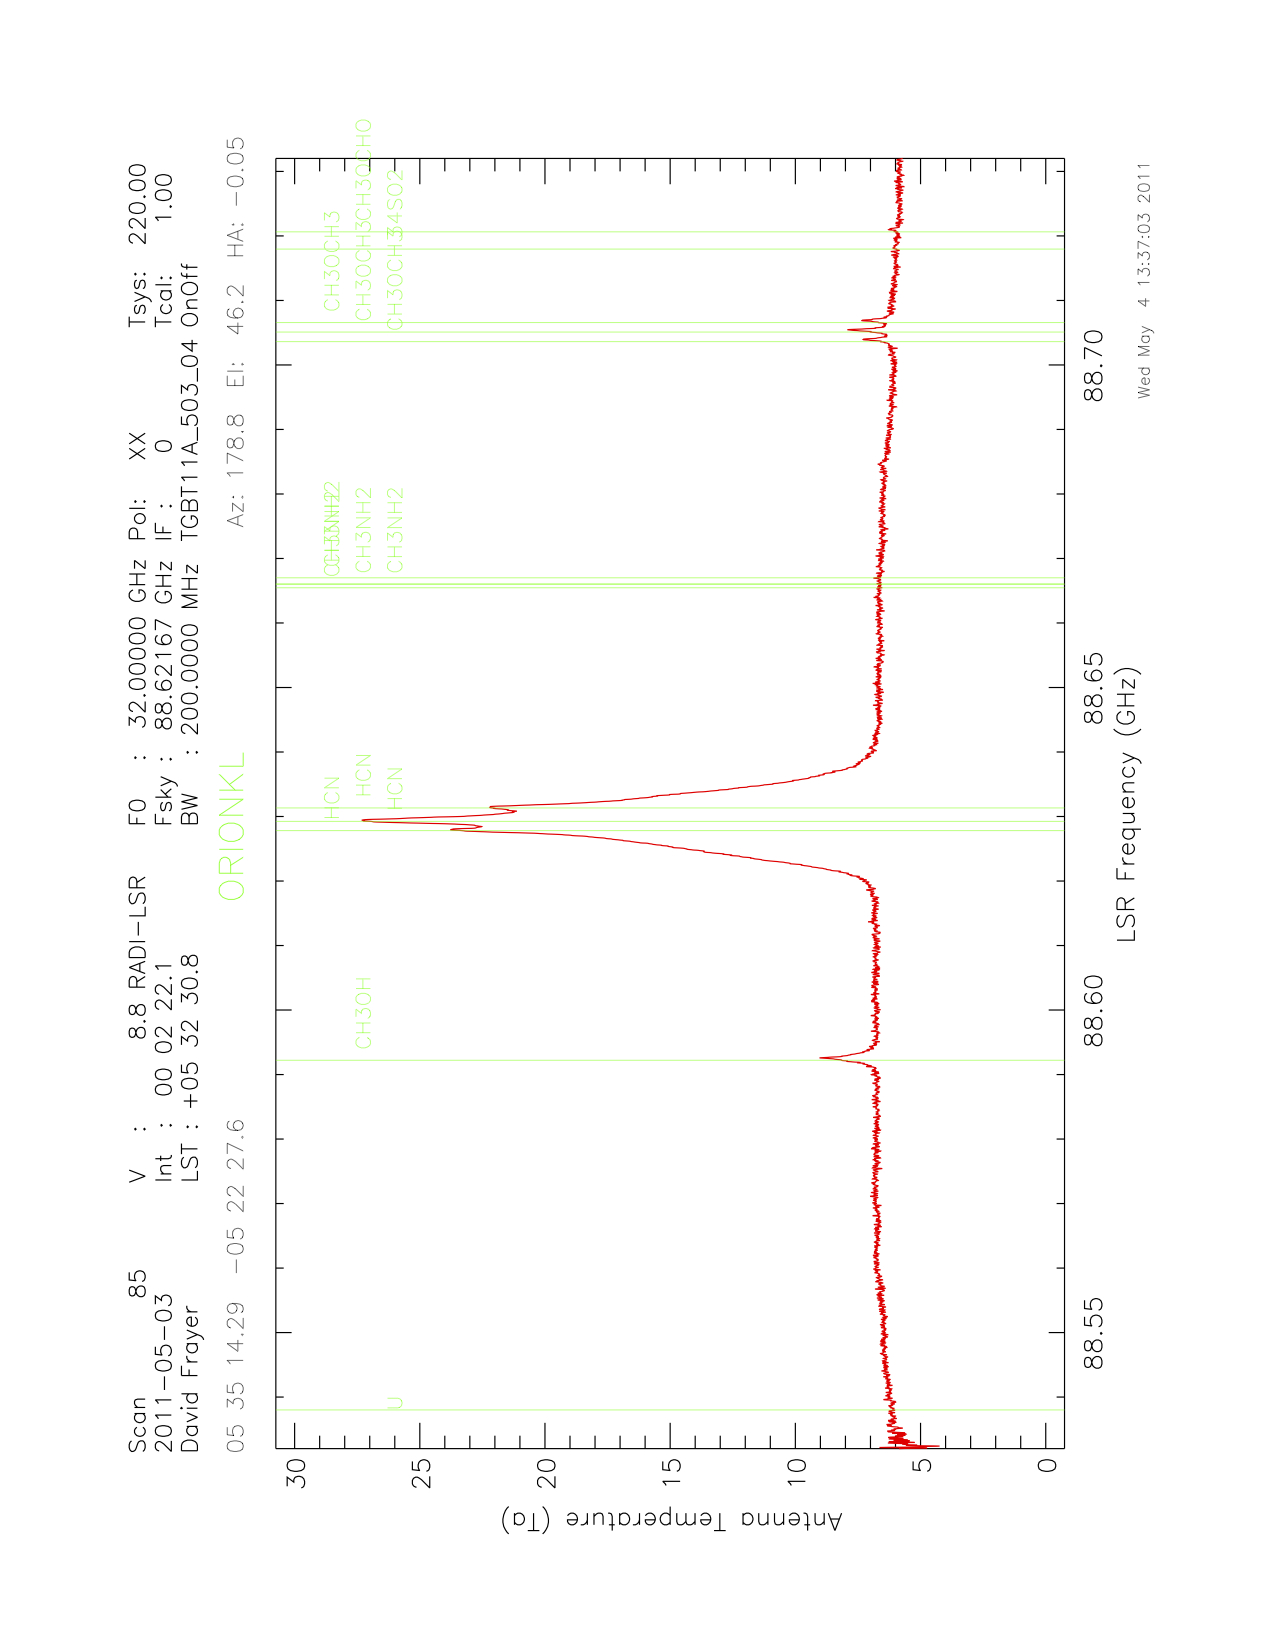 Scan 85 V : 8.8 RADI-LSR F0 : 32.00000 GHz Pol: XX Tsys: 220.00
2011-05-03 Int : 00 02 22.1 Fsky : 88.62167 GHz IF : 0 Tcal: 1.00
David Frayer LST : +05 32 30.8 BW : 200.0000 MHz TGBT11A_503_04 OnOff
05 35 14.29 -05 22 27.6 ORIONKL Az: 178.8 El: 46.2 HA: -0.05
HCN CH3NH2 CH3OCH3
CH3OH HCN CH3NH2 CH3OCH3 CH3OCHO
U HCN CH3NH2 CH3OCH3 34SO2
Antenna Temperature (Ta)
30
25
20
15
10
5
0
88.55 88.60 88.65 88.70
LSR Frequency (GHz)
Wed May 4 13:37:03 2011